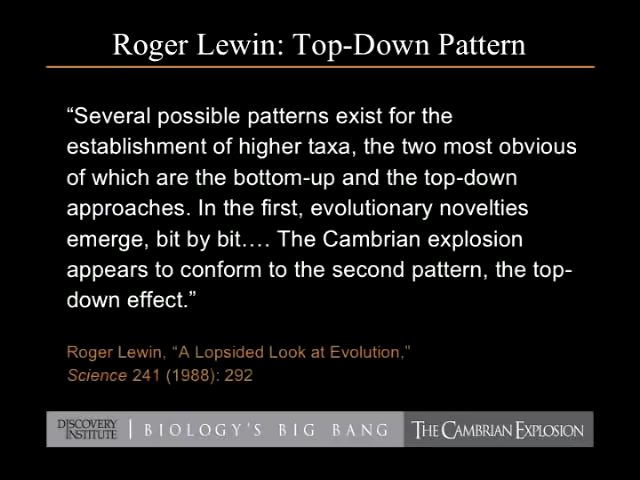 Roger Lewin: Top-Down Pattern
“Several possible patterns exist for the
establishment of higher taxa, the two most obvious
of which are the bottom-up and the top-down
approaches. In the first, evolutionary novelties
emerge, bit by bit…. The Cambrian explosion
appears to conform to the second pattern, the top-
down effect.”
Roger Lewin, “A Lopsided Look at Evolution,”
Science 241 (1988): 292
DISCOVERY
INSTITUTE
BIOLOGY'S BIG BANG
THE CAMBRIAN EXPLOSION